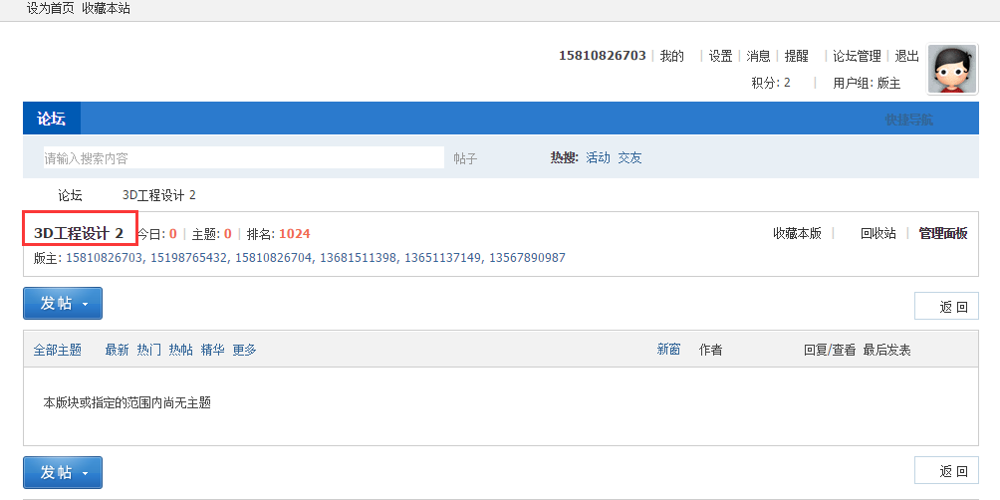 设为首页 收藏本站
15810826703 | 我的 | 设置 | 消息 | 提醒 | 论坛管理 | 退出
积分: 2 | 用户组: 版主
论坛 快捷导航
请输入搜索内容 帖子 热搜: 活动 交友
论坛 3D工程设计 2
3D工程设计 2 今日: 0 | 主题: 0 | 排名: 1024 收藏本版 | 回收站 | 管理面板
版主: 15810826703, 15198765432, 15810826704, 13681511398, 13651137149, 13567890987
发帖 返回
全部主题 最新 热门 热帖 精华 更多 新窗 作者 回复/查看 最后发表
本版块或指定的范围内尚无主题
发帖 返回